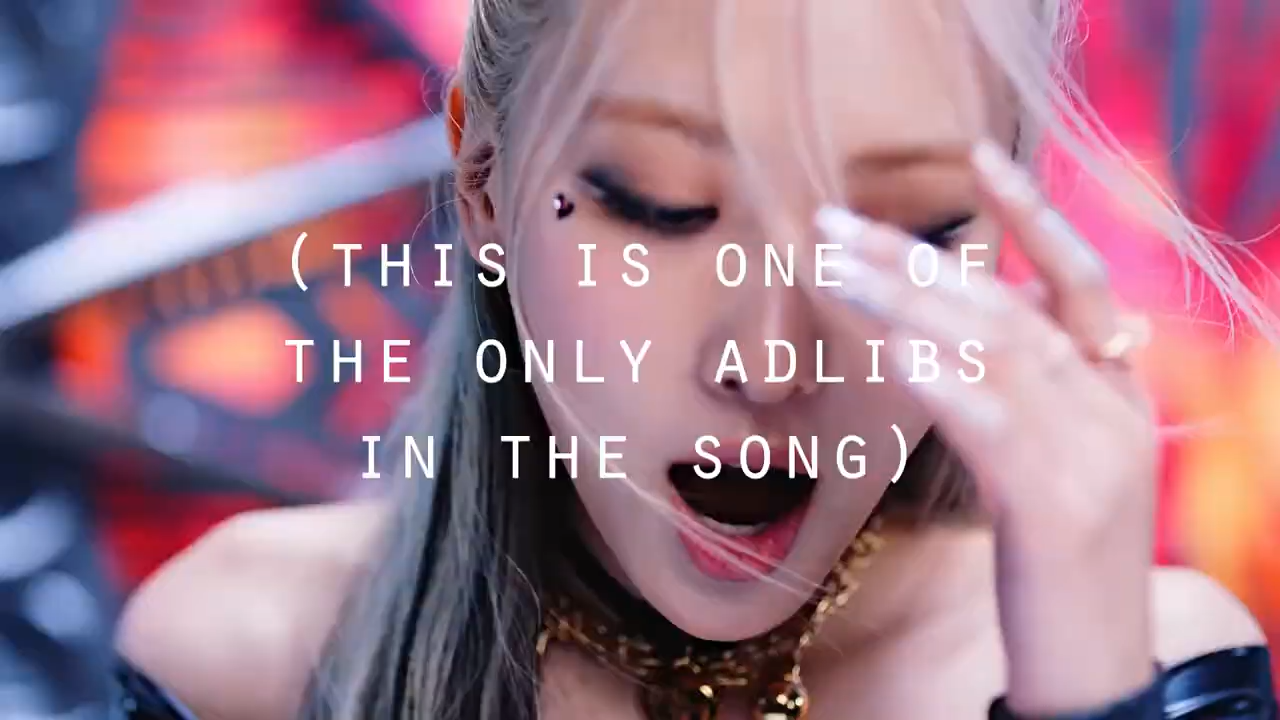 (THIS IS ONE OF
THE ONLY ADLIBS
IN THE SONG)